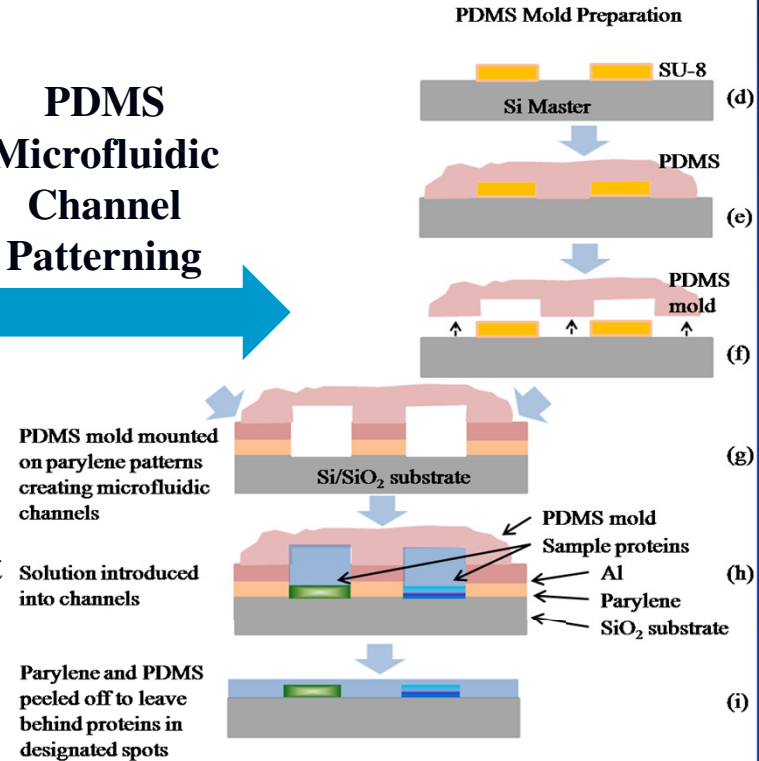 PDMS Mold Preparation
PDMS
Microfluidic
Channel
Patterning
SU-8
Si Master
(d)
PDMS
(e)
PDMS
mold
(f)
PDMS mold mounted
on parylene patterns
creating microfluidic
channels
Si/SiO₂ substrate
(g)
Solution introduced
into channels
PDMS mold
Sample proteins
Al
Parylene
SiO₂ substrate
(h)
Parylene and PDMS
peeled off to leave
behind proteins in
designated spots
(i)